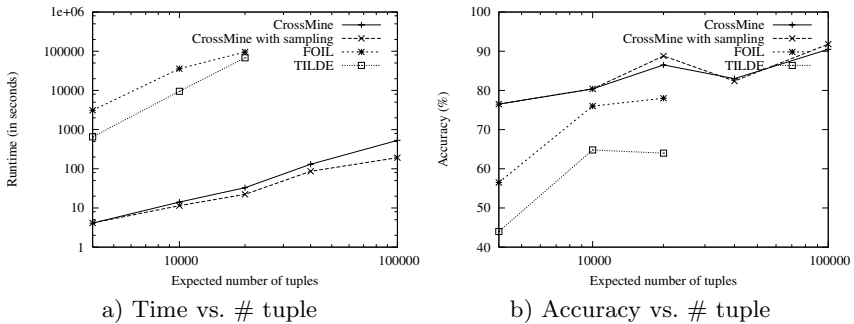 1e+06
100000
10000
1000
100
10
1
Runtime (in seconds)
CrossMine
CrossMine with sampling
FOIL
TILDE
10000
100000
Expected number of tuples
a) Time vs. # tuple
100
90
80
70
60
50
40
Accuracy (%)
CrossMine
CrossMine with sampling
FOIL
TILDE
10000
100000
Expected number of tuples
b) Accuracy vs. # tuple